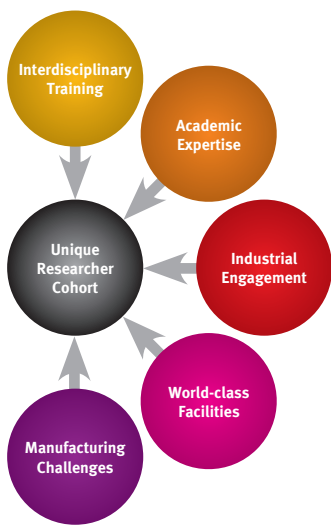 Interdisciplinary
Training
Academic
Expertise
Unique
Researcher
Cohort
Industrial
Engagement
World-class
Facilities
Manufacturing
Challenges